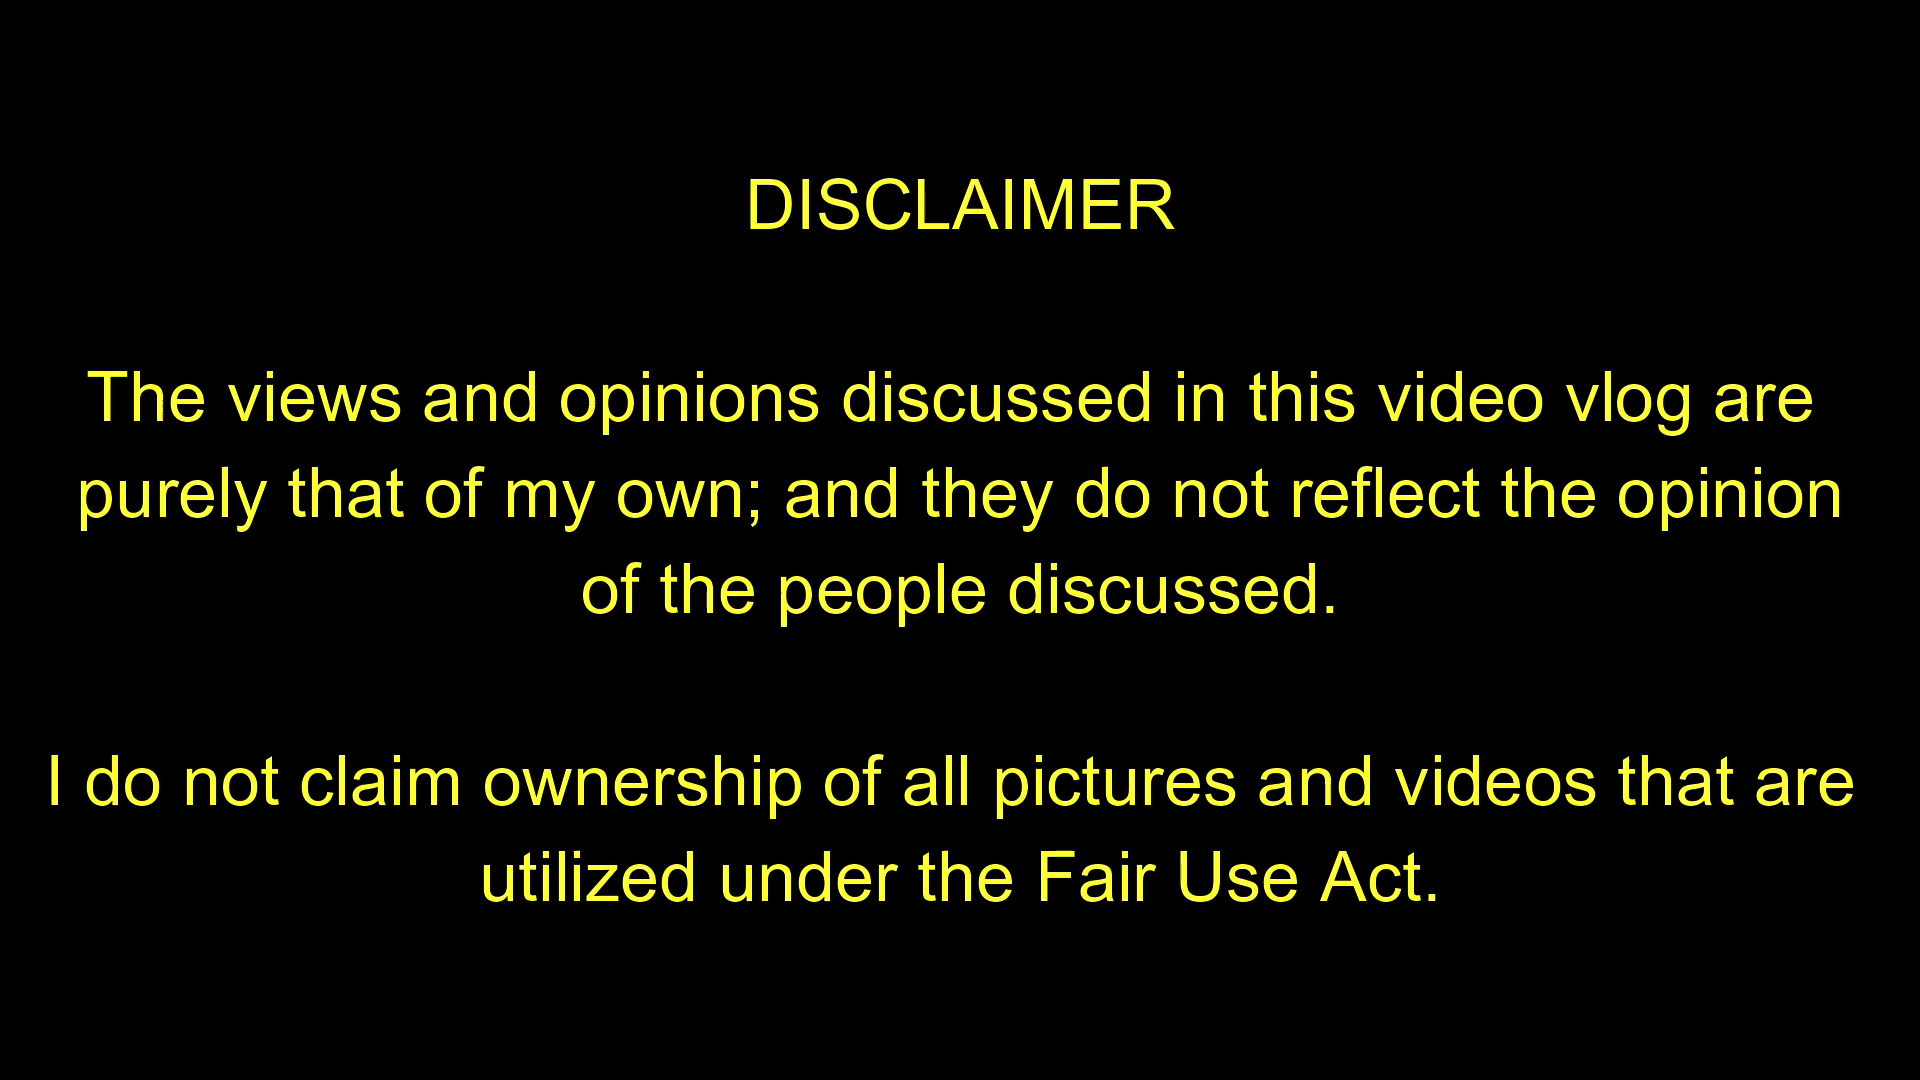 DISCLAIMER
The views and opinions discussed in this video vlog are
purely that of my own; and they do not reflect the opinion
of the people discussed.
I do not claim ownership of all pictures and videos that are
utilized under the Fair Use Act.